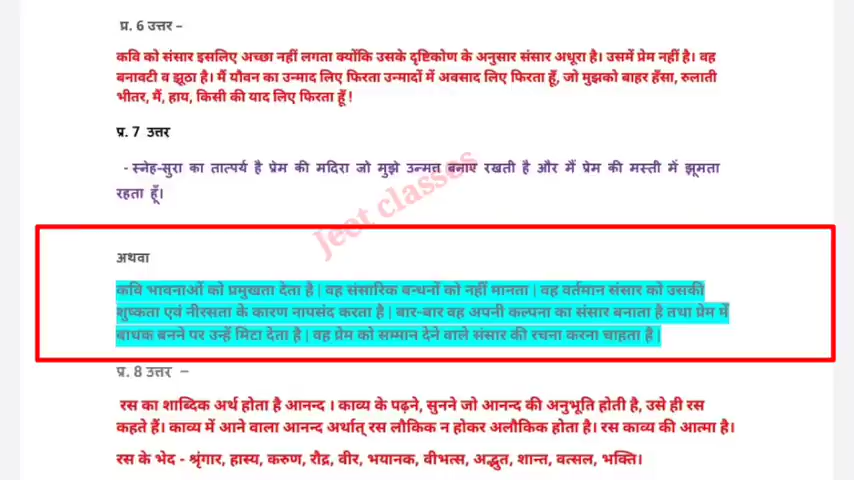 प्र. 6 उत्तर –
कवि को संसार इसलिए अच्छा नहीं लगता क्योंकि उसके दृष्टिकोण के अनुसार संसार अधूरा है। उसमें प्रेम नहीं है। वह
बनावटी व झूठा है। मैं यौवन का उन्माद लिए फिरता उन्मादों में अवसाद लिए फिरता हूँ, जो मुझको बाहर हँसा, रुलाती
भीतर, मैं, हाय, किसी की याद लिए फिरता हूँ !
प्र. 7 उत्तर
- स्नेह-सुरा का तात्पर्य है प्रेम की मदिरा जो मुझे उन्मत्त बनाए रखती है और मैं प्रेम की मस्ती में झूमता
रहता हूँ।
Jeet classes
अथवा
कवि भावनाओं को प्रमुखता देता है | वह संसारिक बन्धनों को नहीं मानता | वह वर्तमान संसार को उसकी
शुष्कता एवं नीरसता के कारण नापसंद करता है | बार-बार वह अपनी कल्पना का संसार बनाता है तथा प्रेम में
बाधक बनने पर उन्हें मिटा देता है | वह प्रेम को सम्मान देने वाले संसार की रचना करना चाहता है |
प्र. 8 उत्तर –
रस का शाब्दिक अर्थ होता है आनन्द । काव्य के पढ़ने, सुनने जो आनन्द की अनुभूति होती है, उसे ही रस
कहते हैं। काव्य में आने वाला आनन्द अर्थात् रस लौकिक न होकर अलौकिक होता है। रस काव्य की आत्मा है।
रस के भेद - श्रृंगार, हास्य, करुण, रौद्र, वीर, भयानक, वीभत्स, अद्भुत, शान्त, वत्सल, भक्ति।